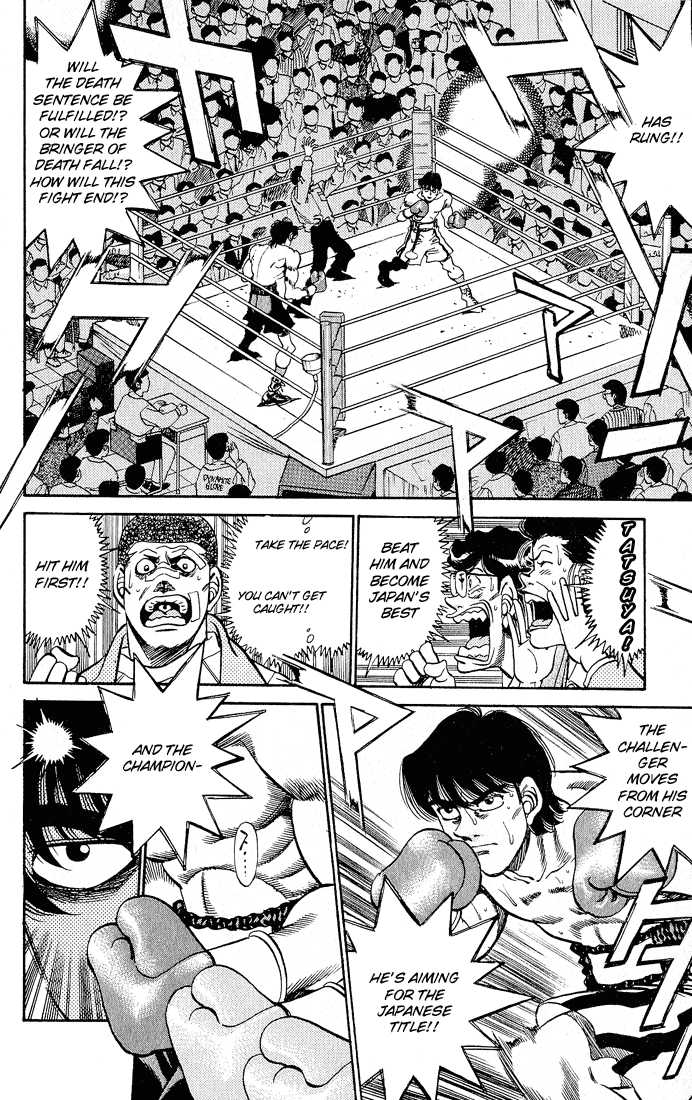 HAS
RUNG!!
WILL
THE DEATH
SENTENCE BE
FULFILLED!?
OR WILL THE
BRINGER OF
DEATH FALL!?
HOW WILL THIS
FIGHT END!?
DYNAMITE
GLOVE
TATSUYA!
BEAT
HIM AND
BECOME
JAPAN'S
BEST
TAKE THE PACE!
YOU CAN'T GET
CAUGHT!!
HIT HIM
FIRST!!
THE
CHALLEN-
GER
MOVES
FROM HIS
CORNER
HE'S AIMING
FOR THE
JAPANESE
TITLE!!
AND THE
CHAMPION-